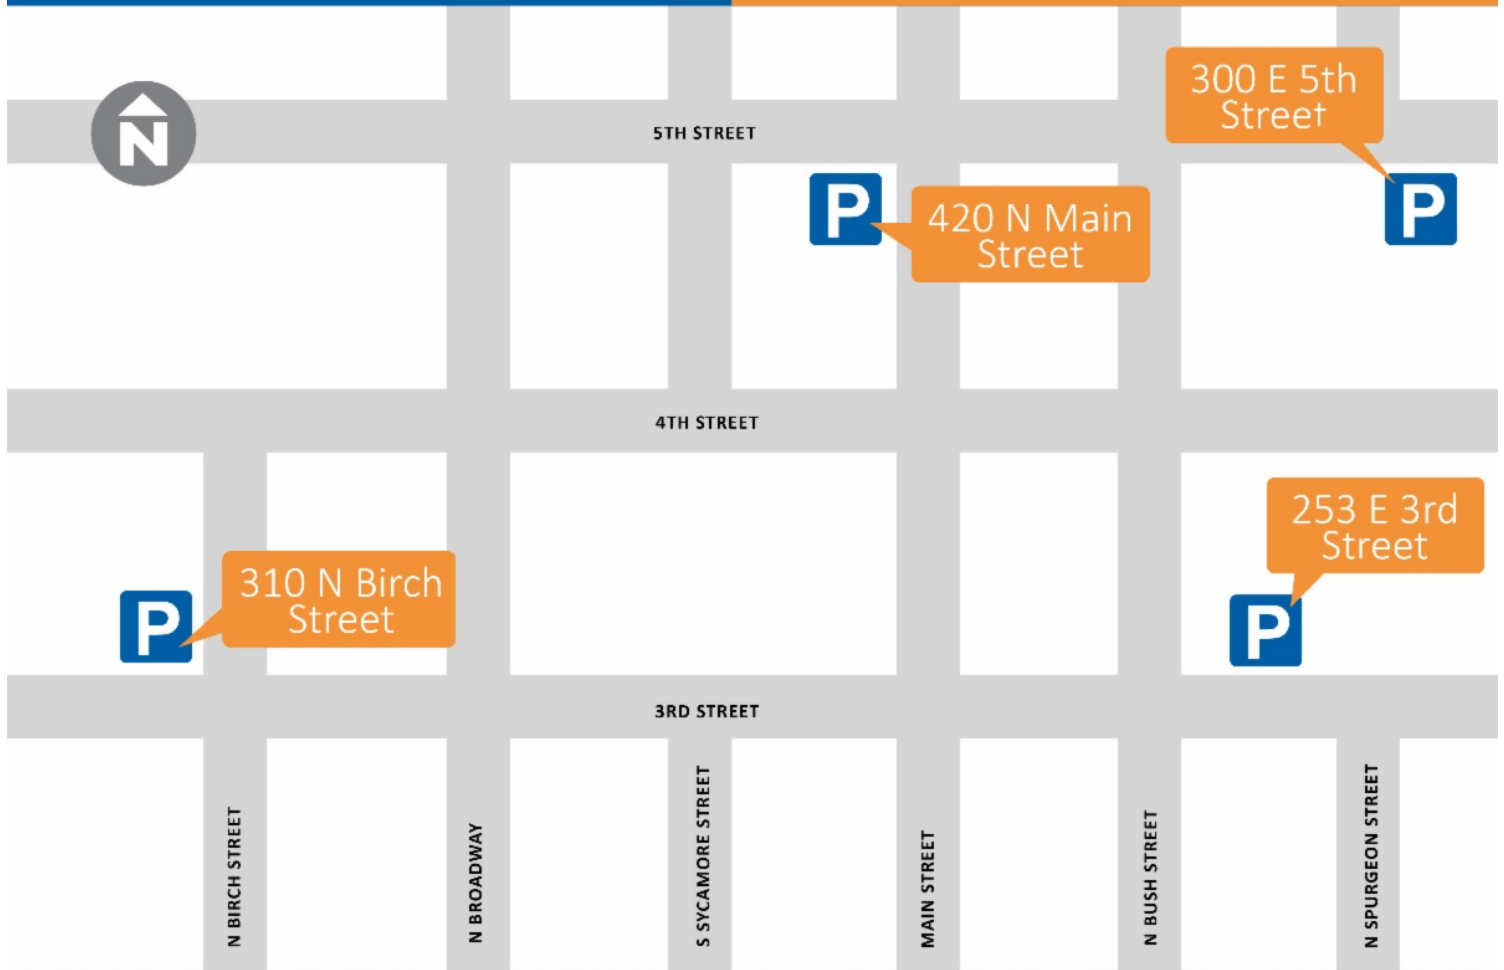 300 E 5th
Street
N
5TH STREET
P
420 N Main
Street
P
4TH STREET
253 E 3rd
Street
310 N Birch
Street
P
P
3RD STREET
N BIRCH STREET
N BROADWAY
S SYCAMORE STREET
MAIN STREET
N BUSH STREET
N SPURGEON STREET